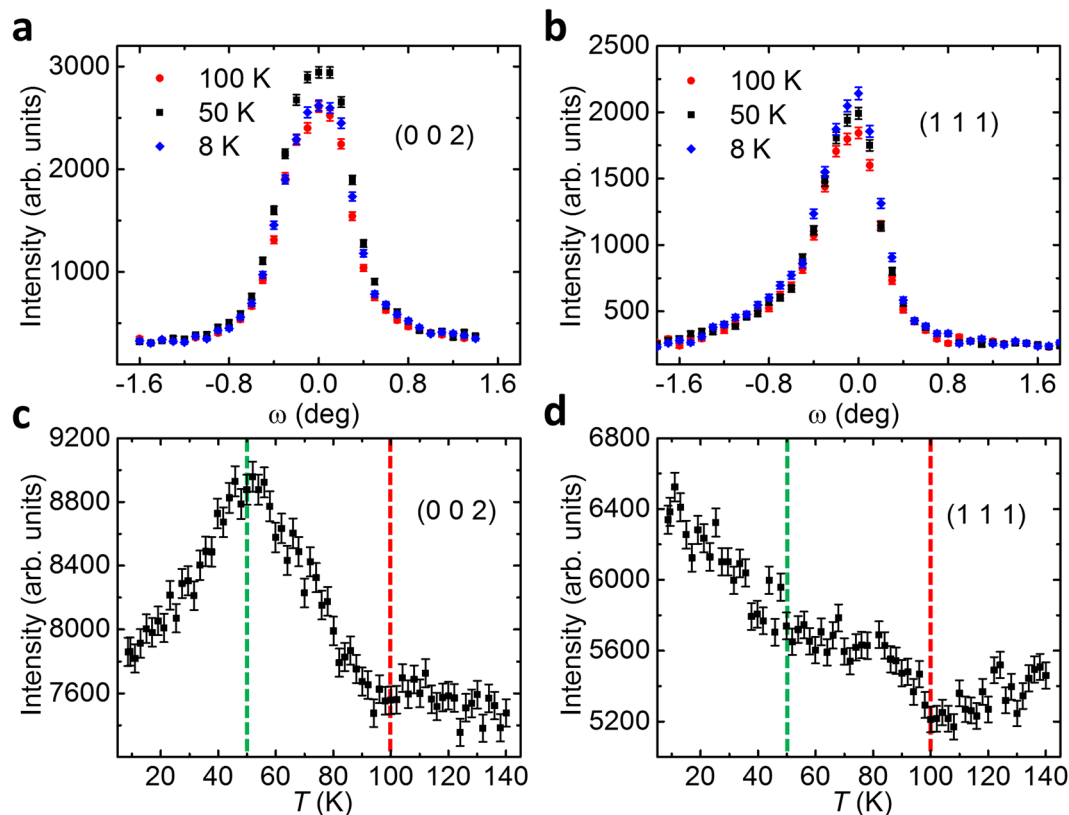 a
3000
2000
1000
Intensity (arb. units)
100 K
50 K
8 K
(0 0 2)
-1.6 -0.8 0.0 0.8 1.6
ω (deg)
b
2500
2000
1500
1000
500
Intensity (arb. units)
100 K
50 K
8 K
(1 1 1)
-1.6 -0.8 0.0 0.8 1.6
ω (deg)
c
9200
8800
8400
8000
7600
Intensity (arb. units)
(0 0 2)
20 40 60 80 100 120 140
T (K)
d
6800
6400
6000
5600
5200
Intensity (arb. units)
(1 1 1)
20 40 60 80 100 120 140
T (K)